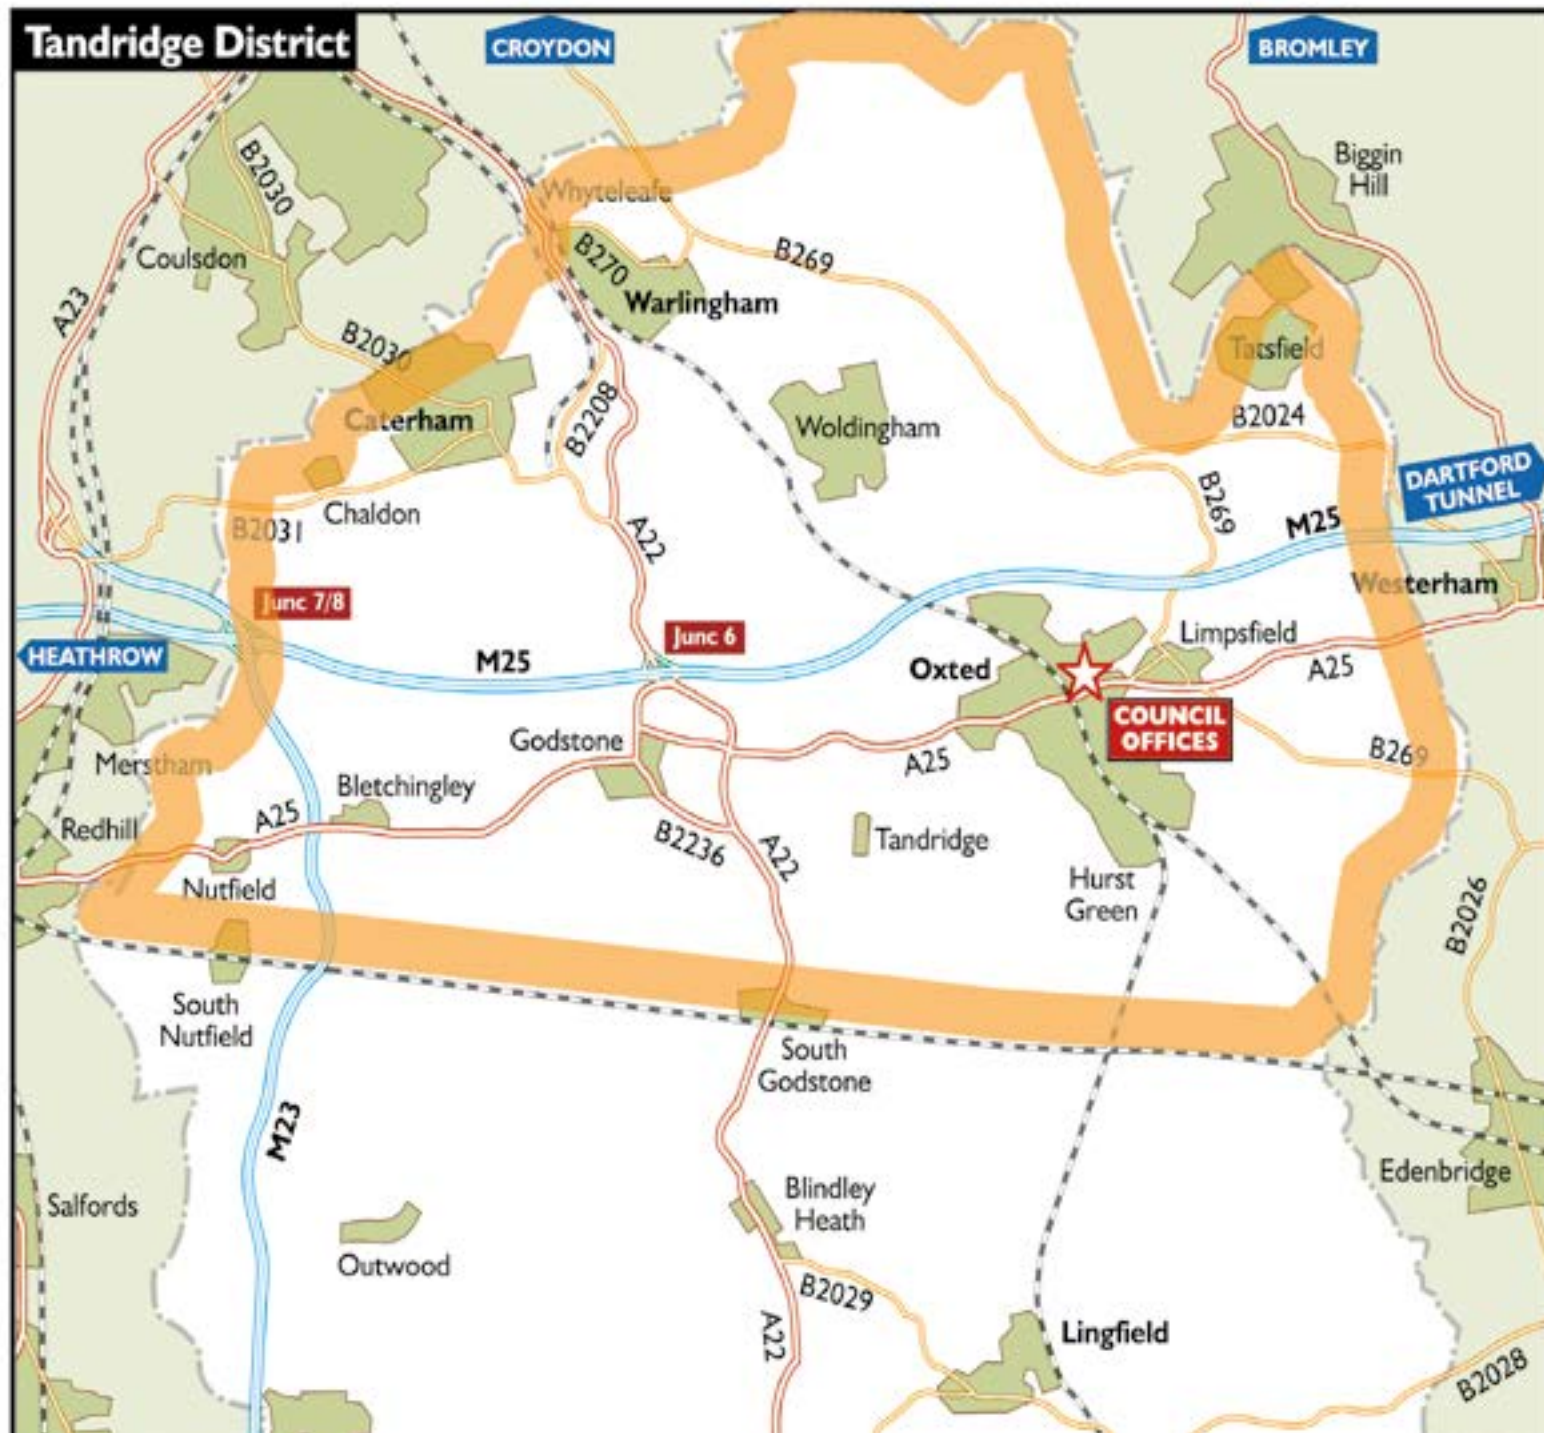 Tandridge District
CROYDON
BROMLEY
Biggin
Hill
B2030
Whyteleafe
Coulsdon
B270
B269
Warlingham
A23
B2030
Tatsfield
Caterham
B2208
Woldingham
B2024
DARTFORD
TUNNEL
Chaldon
B2031
A22
B269
M25
Westerham
Junc 7/8
Junc 6
Limpsfield
HEATHROW
M25
Oxted
A25
COUNCIL
OFFICES
Godstone
Merstham
A25
B269
Bletchingley
Redhill
A25
B2236
A22
Tandridge
Nutfield
Hurst
Green
B2026
South
Nutfield
South
Godstone
M23
Edenbridge
Salfords
Blindley
Heath
Outwood
B2029
A22
Lingfield
B2028